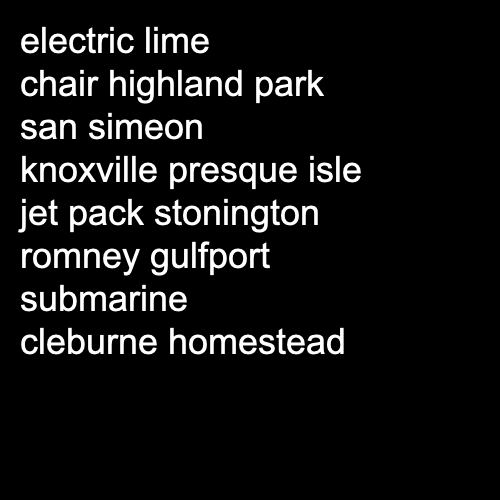 electric lime
chair highland park
san simeon
knoxville presque isle
jet pack stonington
romney gulfport
submarine
cleburne homestead